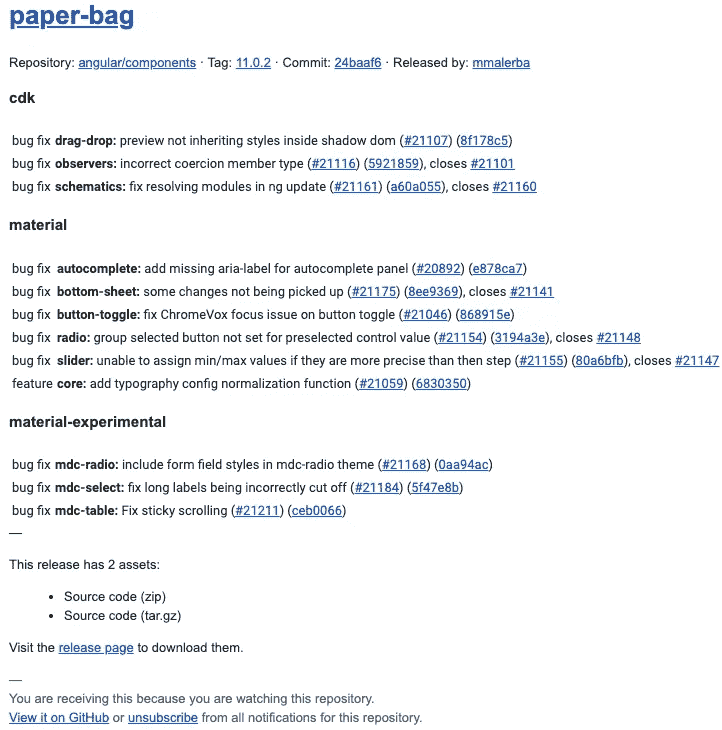 paper-bag
Repository: angular/components · Tag: 11.0.2 · Commit: 24baaf6 · Released by: mmalerba
cdk
bug fix drag-drop: preview not inheriting styles inside shadow dom (#21107) (8f178c5)
bug fix observers: incorrect coercion member type (#21116) (5921859), closes #21101
bug fix schematics: fix resolving modules in ng update (#21161) (a60a055), closes #21160
material
bug fix autocomplete: add missing aria-label for autocomplete panel (#20892) (e878ca7)
bug fix bottom-sheet: some changes not being picked up (#21175) (8ee9369), closes #21141
bug fix button-toggle: fix ChromeVox focus issue on button toggle (#21046) (868915e)
bug fix radio: group selected button not set for preselected control value (#21154) (3194a3e), closes #21148
bug fix slider: unable to assign min/max values if they are more precise than then step (#21155) (80a6bfb), closes #21147
feature core: add typography config normalization function (#21059) (6830350)
material-experimental
bug fix mdc-radio: include form field styles in mdc-radio theme (#21168) (0aa94ac)
bug fix mdc-select: fix long labels being incorrectly cut off (#21184) (5f47e8b)
bug fix mdc-table: Fix sticky scrolling (#21211) (ceb0066)
—
This release has 2 assets:
• Source code (zip)
• Source code (tar.gz)
Visit the release page to download them.
—
You are receiving this because you are watching this repository.
View it on GitHub or unsubscribe from all notifications for this repository.